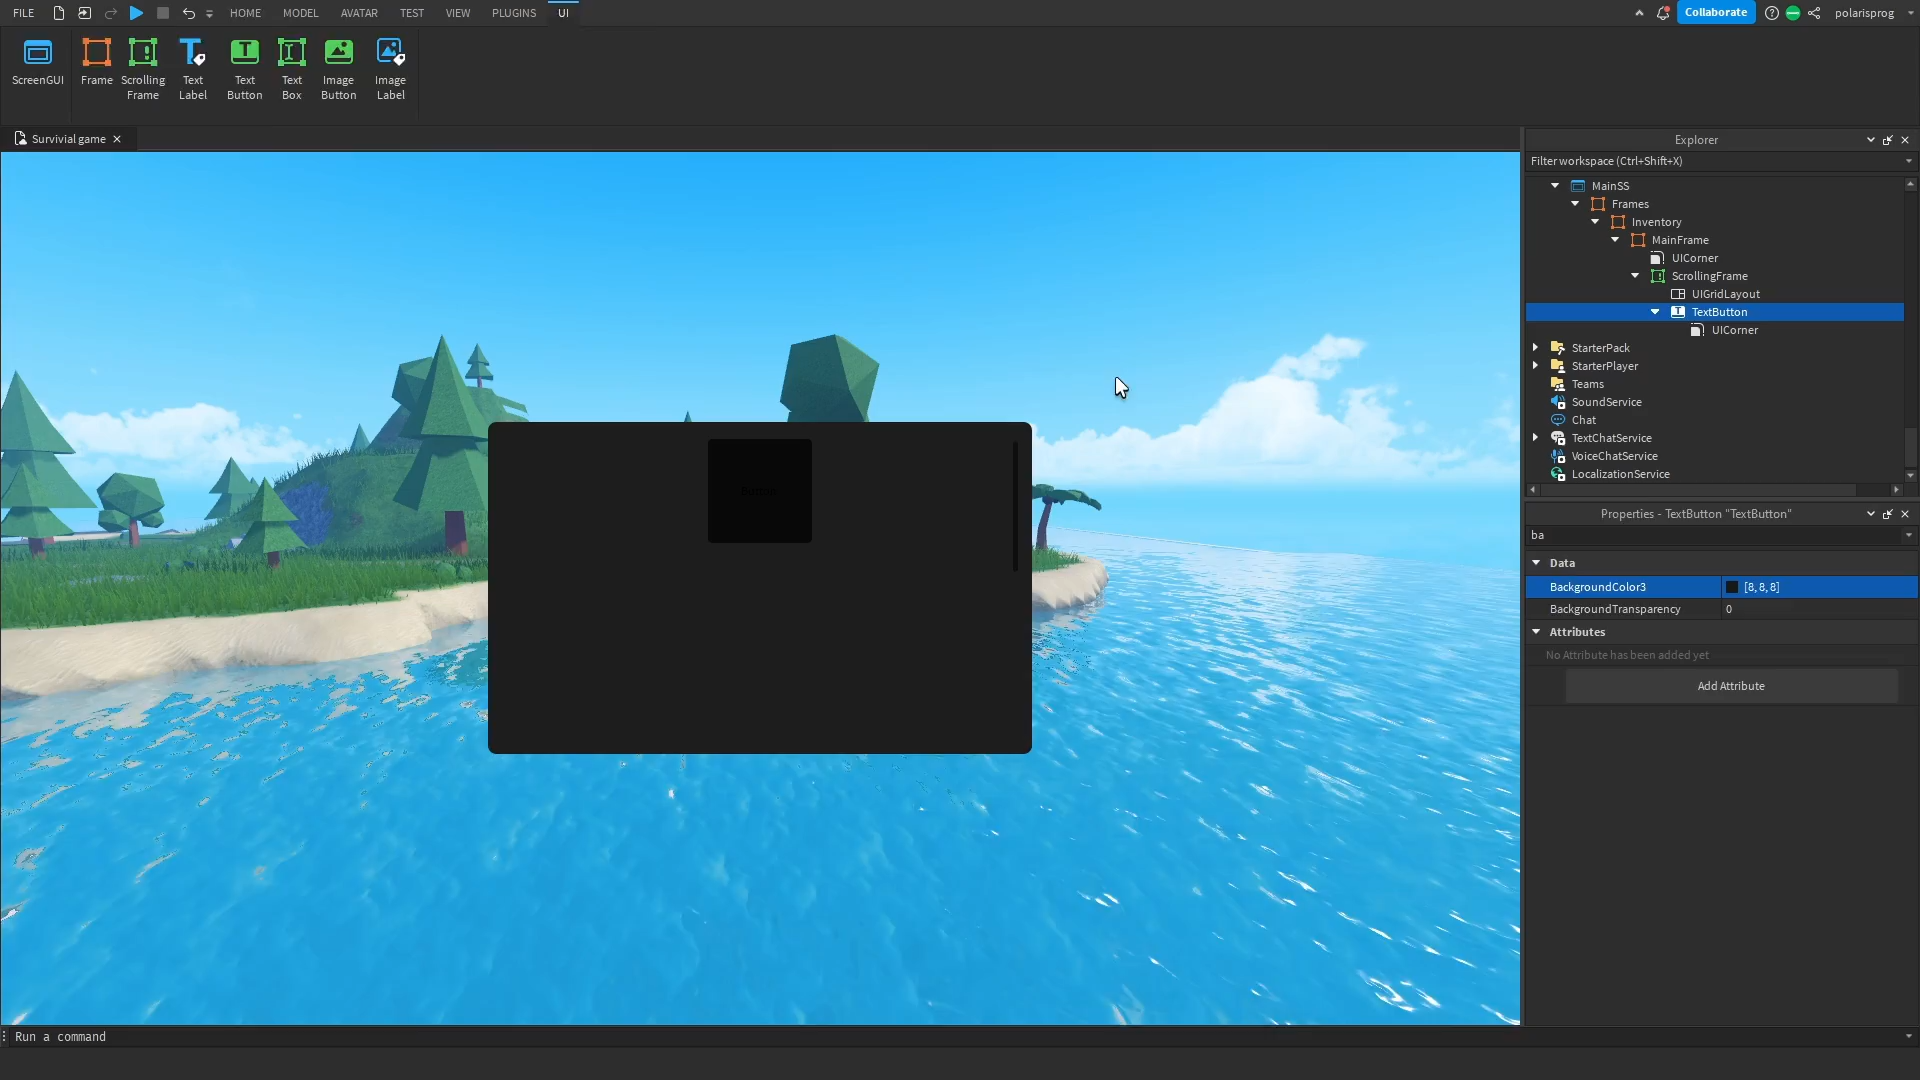 FILE
HOME
MODEL
AVATAR
TEST
VIEW
PLUGINS
UI
Collaborate
polarisprog
ScreenGUI
Frame
Scrolling
Frame
Text
Label
Text
Button
Text
Box
Image
Button
Image
Label
Survivial game
Explorer
Filter workspace (Ctrl+Shift+X)
MainSS
Frames
Inventory
MainFrame
UICorner
ScrollingFrame
UIGridLayout
TextButton
UICorner
StarterPack
StarterPlayer
Teams
SoundService
Chat
TextChatService
VoiceChatService
LocalizationService
Button
Properties - TextButton "TextButton"
ba
Data
BackgroundColor3
[8, 8, 8]
BackgroundTransparency
0
Attributes
No Attribute has been added yet
Add Attribute
Run a command